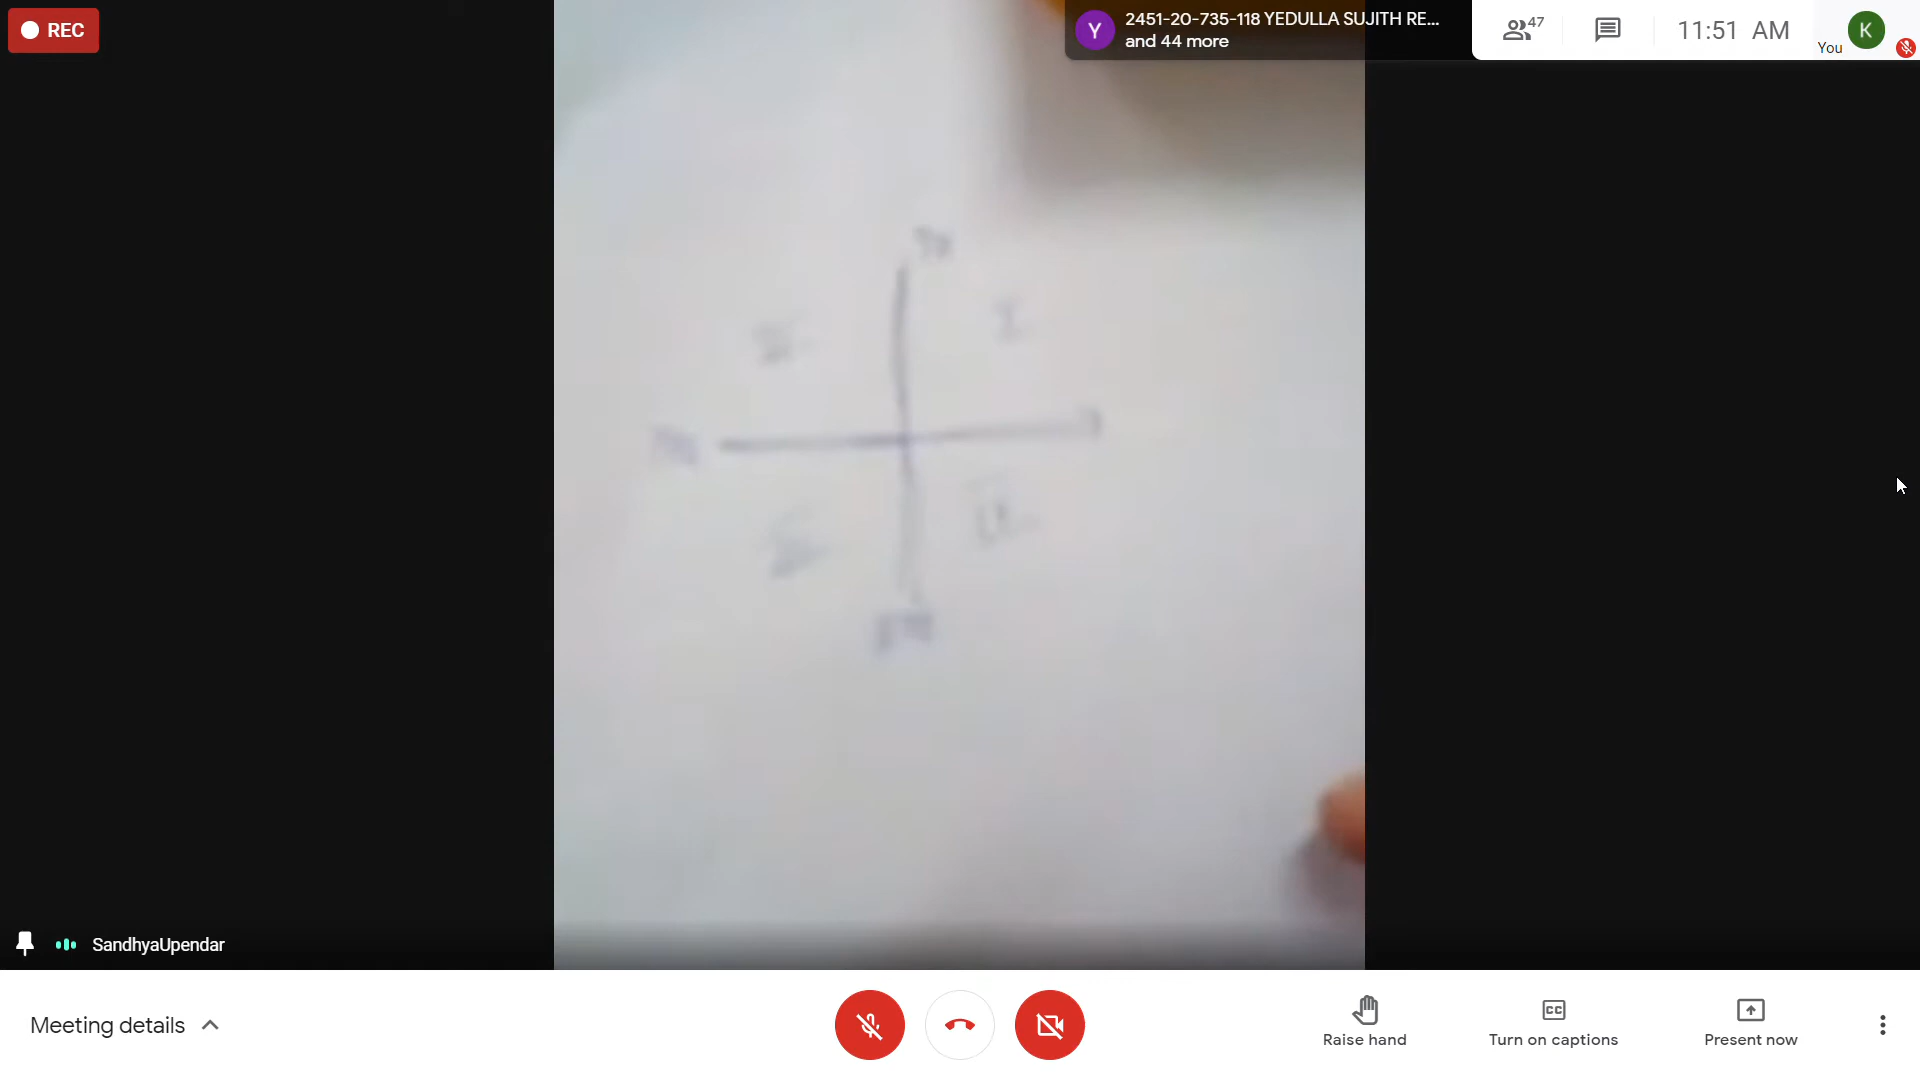 REC
2451-20-735-118 YEDULLA SUJITH RE...
and 44 more
47
11:51 AM
You
K
Y
I
SandhyaUpendar
Meeting details
CC
Raise hand
Turn on captions
Present now